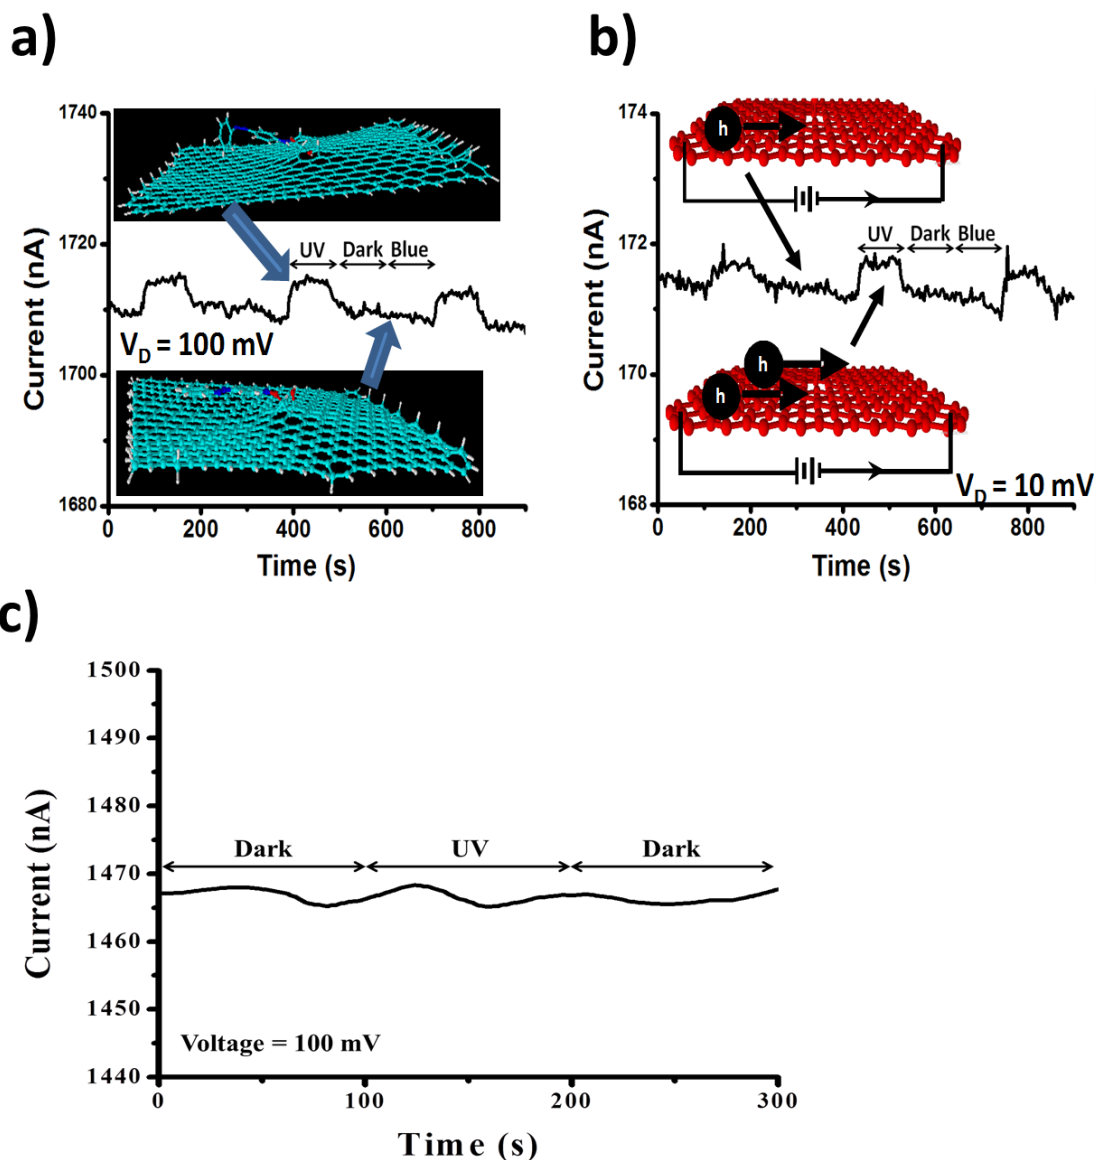 a)
1740
1720
1700
1680
Current (nA)
UV Dark Blue
V_D = 100 mV
0 200 400 600 800
Time (s)
b)
174
172
170
168
Current (nA)
h
UV Dark Blue
h
h
V_D = 10 mV
0 200 400 600 800
Time (s)
c)
1500
1490
1480
1470
1460
1450
1440
Current (nA)
Dark UV Dark
Voltage = 100 mV
0 100 200 300
Time (s)